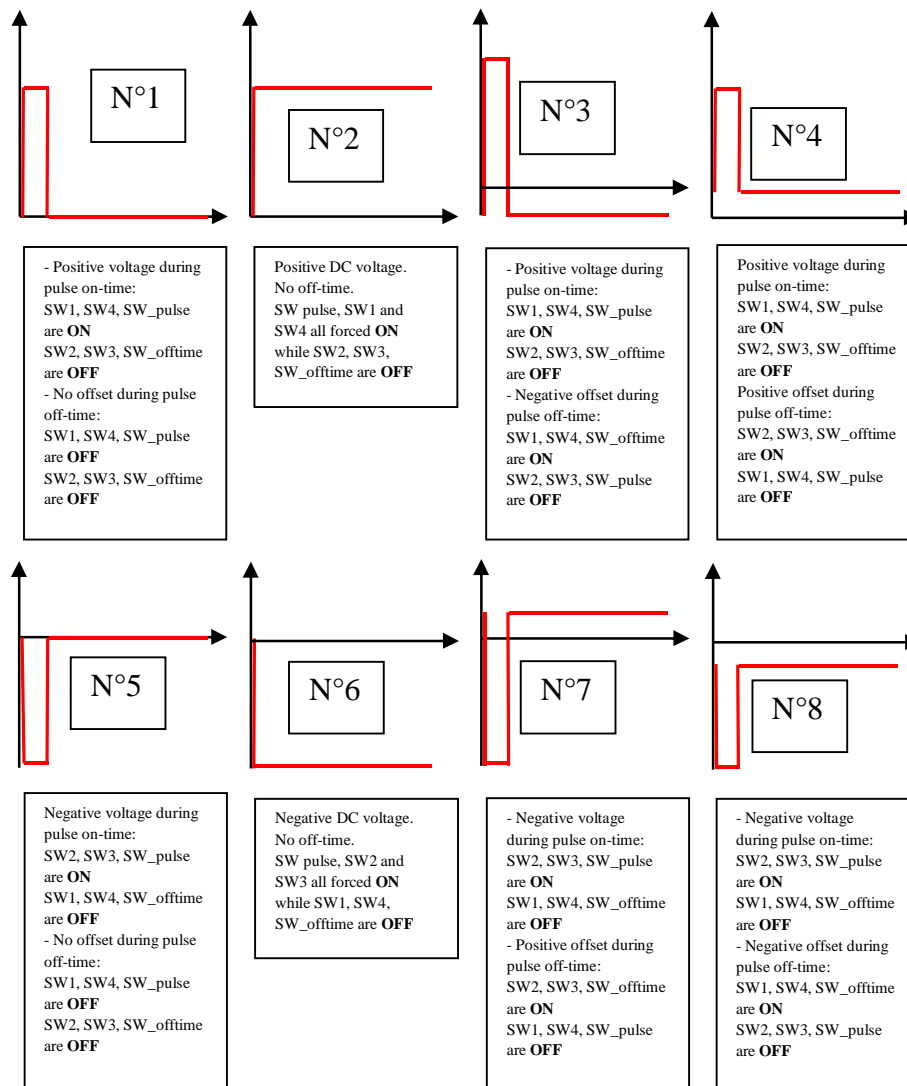 N°1
N°2
N°3
N°4
- Positive voltage during
pulse on-time:
SW1, SW4, SW_pulse
are ON
SW2, SW3, SW_offtime
are OFF
- No offset during pulse
off-time:
SW1, SW4, SW_pulse
are OFF
SW2, SW3, SW_offtime
are OFF
Positive DC voltage.
No off-time.
SW pulse, SW1 and
SW4 all forced ON
while SW2, SW3,
SW_offtime are OFF
- Positive voltage during
pulse on-time:
SW1, SW4, SW_pulse
are ON
SW2, SW3, SW_offtime
are OFF
- Negative offset during
pulse off-time:
SW1, SW4, SW_offtime
are ON
SW2, SW3, SW_pulse
are OFF
Positive voltage during
pulse on-time:
SW1, SW4, SW_pulse
are ON
SW2, SW3, SW_offtime
are OFF
Positive offset during
pulse off-time:
SW2, SW3, SW_offtime
are ON
SW1, SW4, SW_pulse
are OFF
N°5
N°6
N°7
N°8
Negative voltage during
pulse on-time:
SW2, SW3, SW_pulse
are ON
SW1, SW4, SW_offtime
are OFF
- No offset during pulse
off-time:
SW1, SW4, SW_pulse
are OFF
SW2, SW3, SW_offtime
are OFF
Negative DC voltage.
No off-time.
SW pulse, SW2 and
SW3 all forced ON
while SW1, SW4,
SW_offtime are OFF
- Negative voltage
during pulse on-time:
SW2, SW3, SW_pulse
are ON
SW1, SW4, SW_offtime
are OFF
- Positive offset during
pulse off-time:
SW2, SW3, SW_offtime
are ON
SW1, SW4, SW_pulse
are OFF
- Negative voltage
during pulse on-time:
SW2, SW3, SW_pulse
are ON
SW1, SW4, SW_offtime
are OFF
- Negative offset during
pulse off-time:
SW1, SW4, SW_offtime
are ON
SW2, SW3, SW_pulse
are OFF